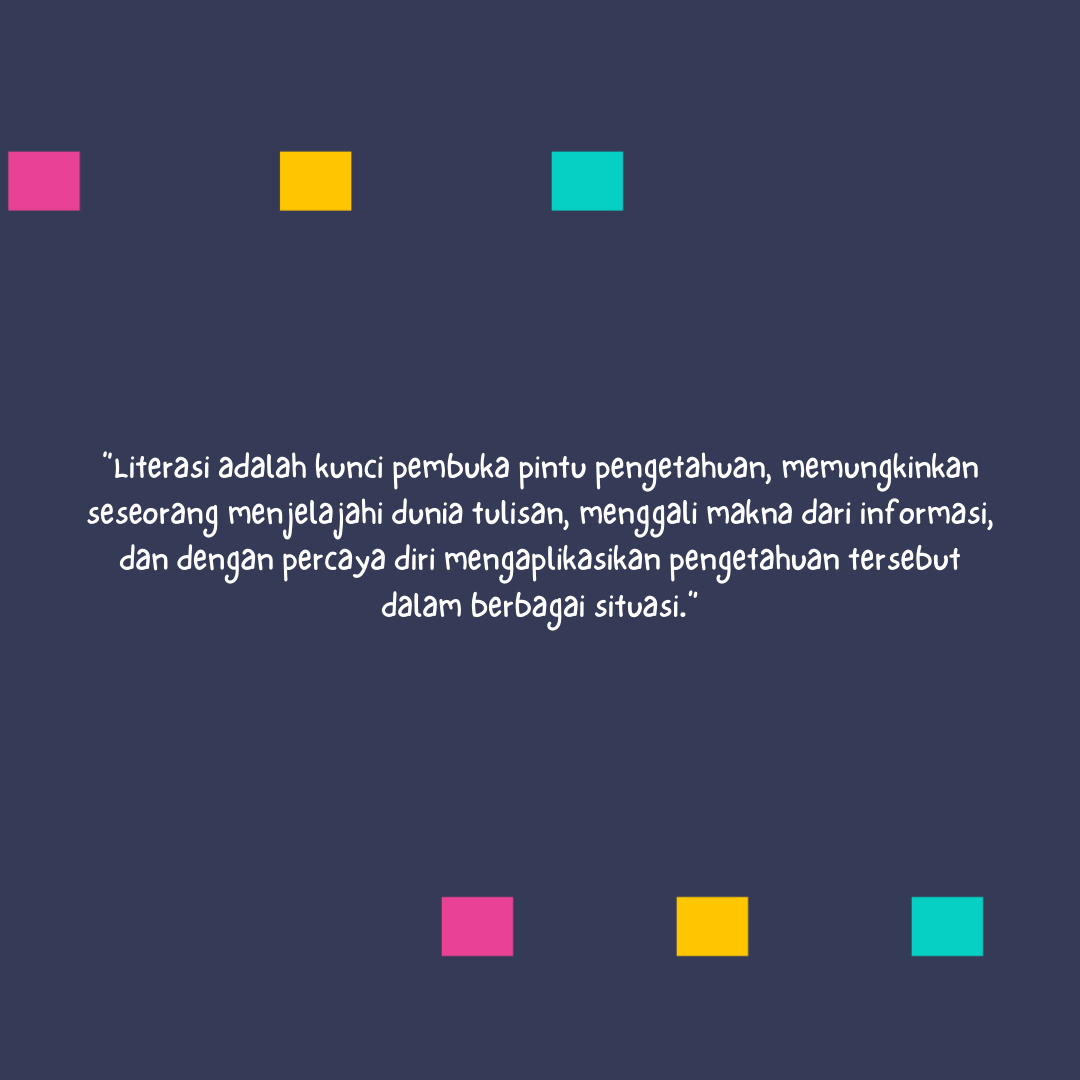 "Literasi adalah kunci pembuka pintu pengetahuan, memungkinkan
seseorang menjelajahi dunia tulisan, menggali makna dari informasi,
dan dengan percaya diri mengaplikasikan pengetahuan tersebut
dalam berbagai situasi."